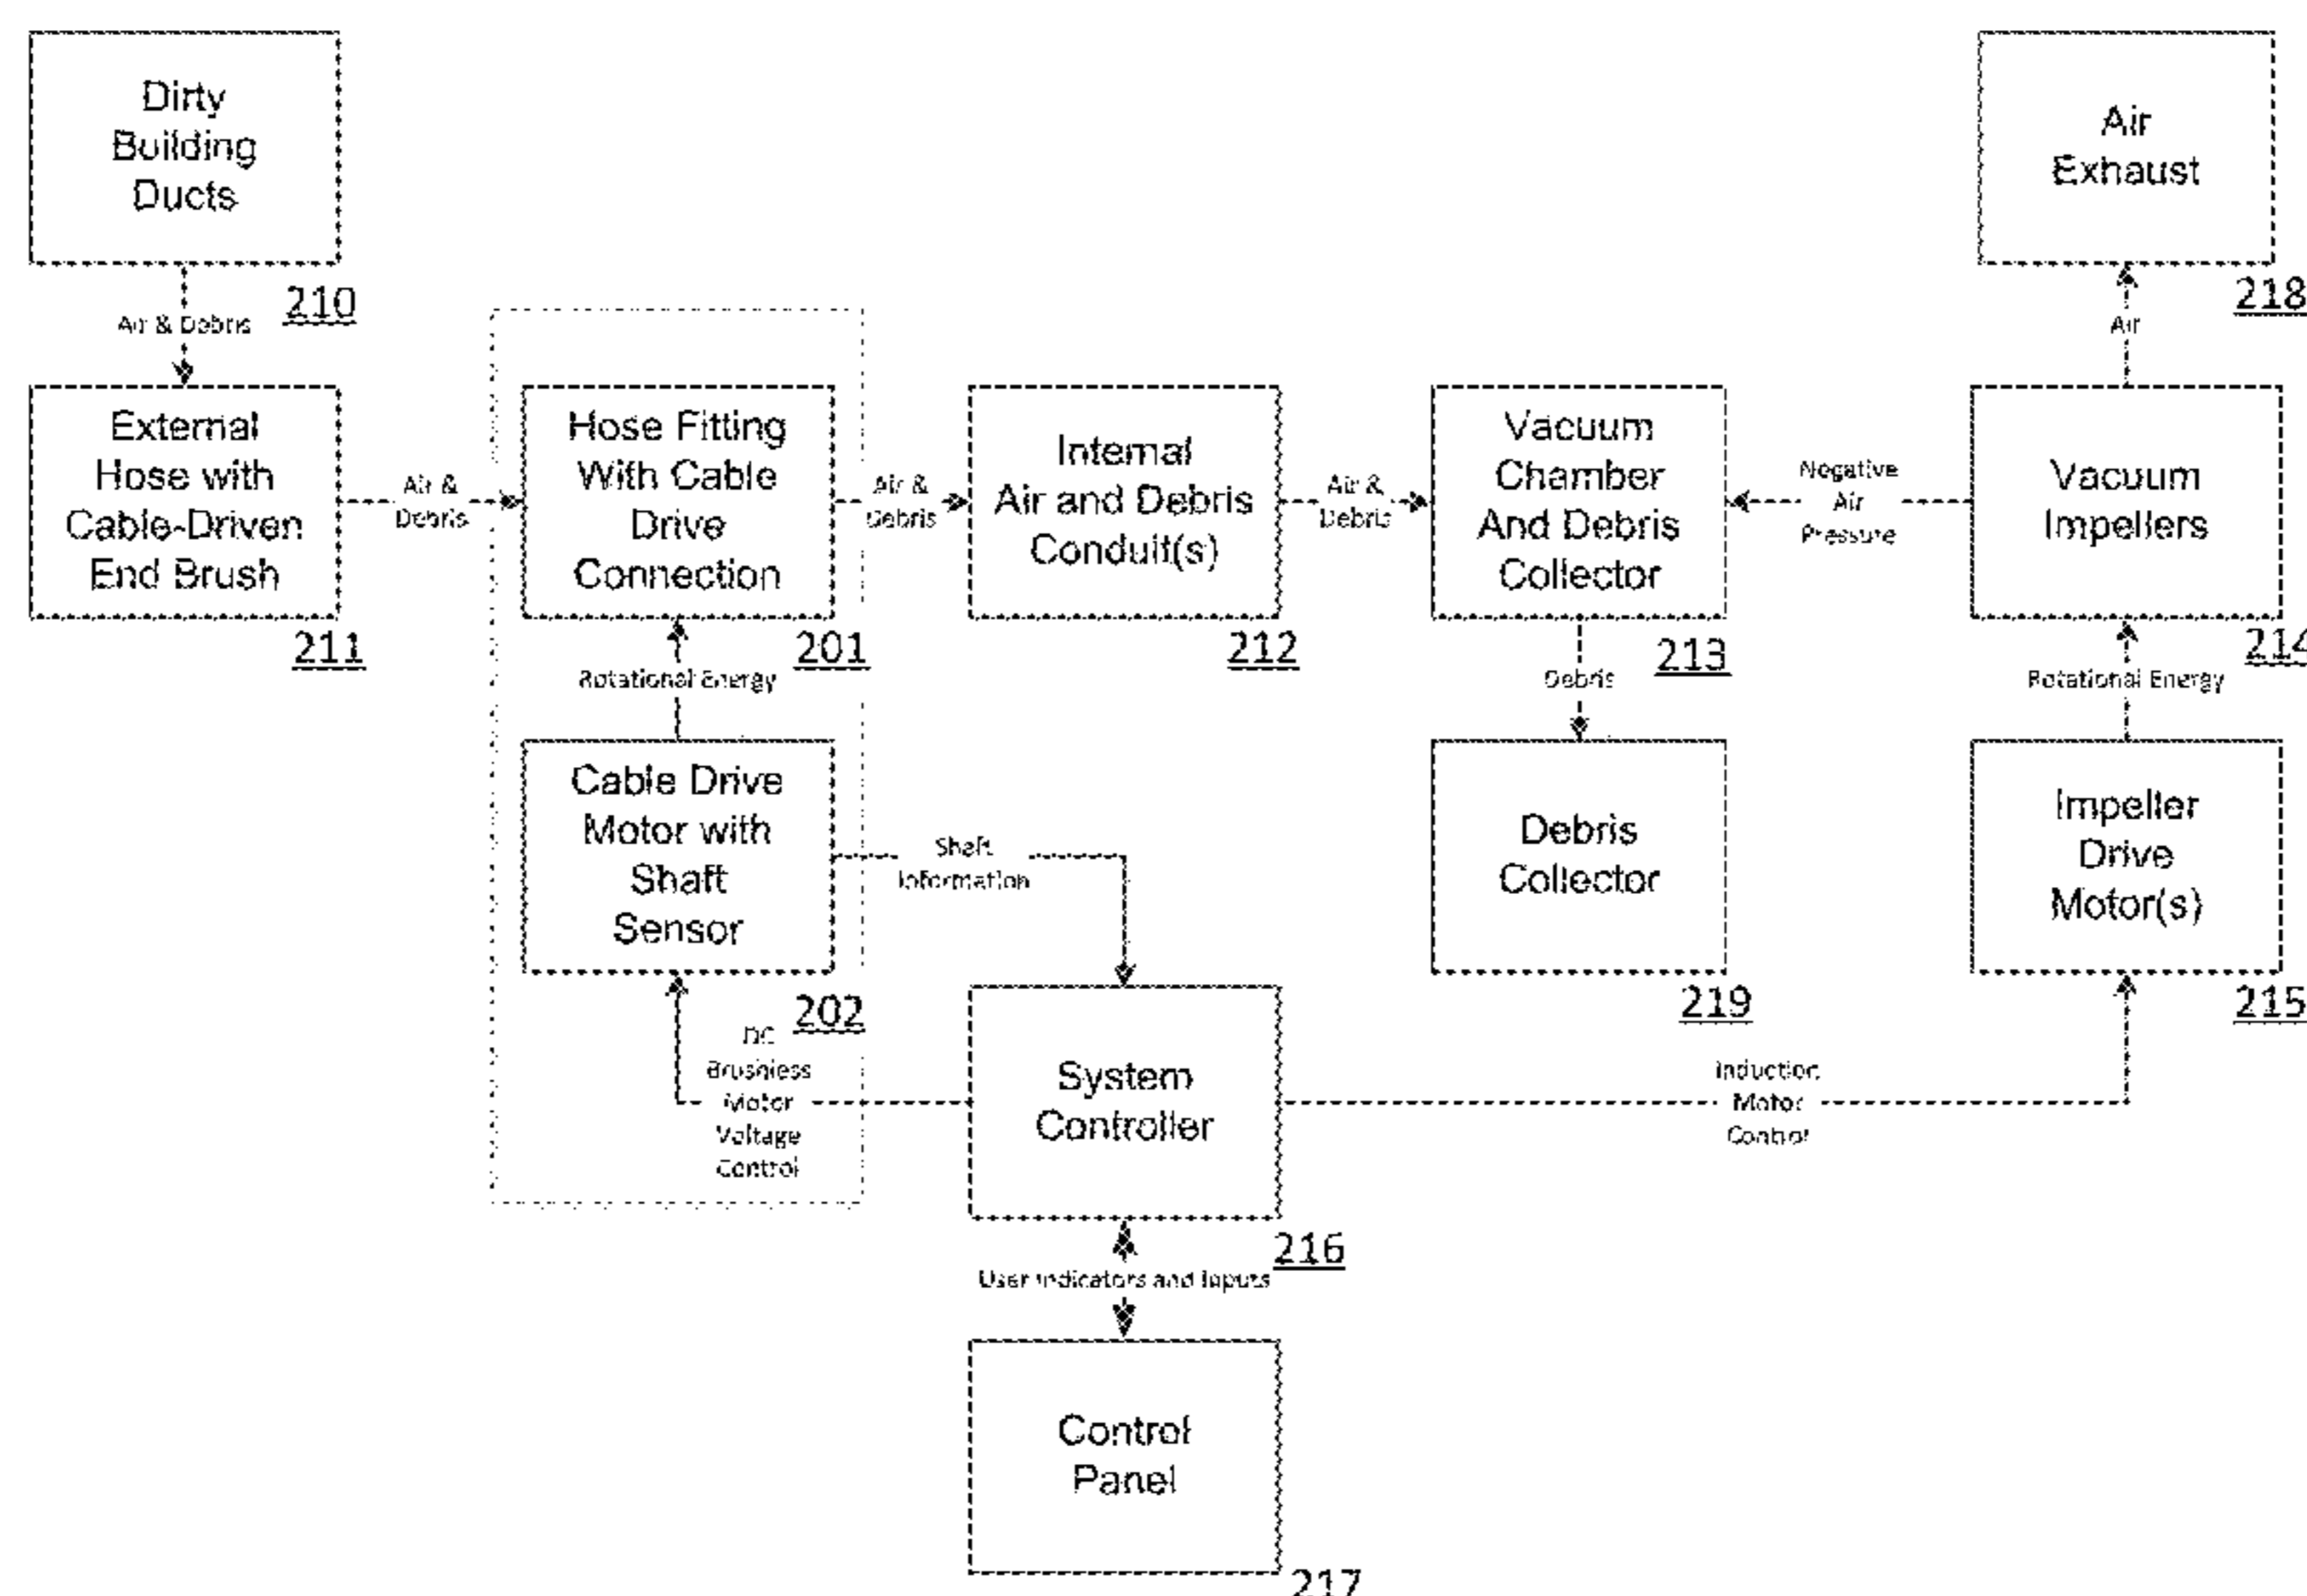 Dirty
Building
Ducts
210
Air & Debris
Air
Exhaust
218
Air
External
Hose with
Cable-Driven
End Brush
211
Air &
Debris
Hose Fitting
With Cable
Drive
Connection
201
Air &
Debris
Internal
Air and Debris
Conduit(s)
212
Air &
Debris
Vacuum
Chamber
And Debris
Collector
213
Negative
Air
Pressure
Vacuum
Impellers
214
Rotational Energy
Debris
Rotational Energy
Cable Drive
Motor with
Shaft
Sensor
202
Shaft
Information
Debris
Collector
219
Impeller
Drive
Motor(s)
215
DC
Brushless
Motor
Voltage
Control
System
Controller
216
Induction
Motor
Control
User Indicators and Inputs
Control
Panel
217